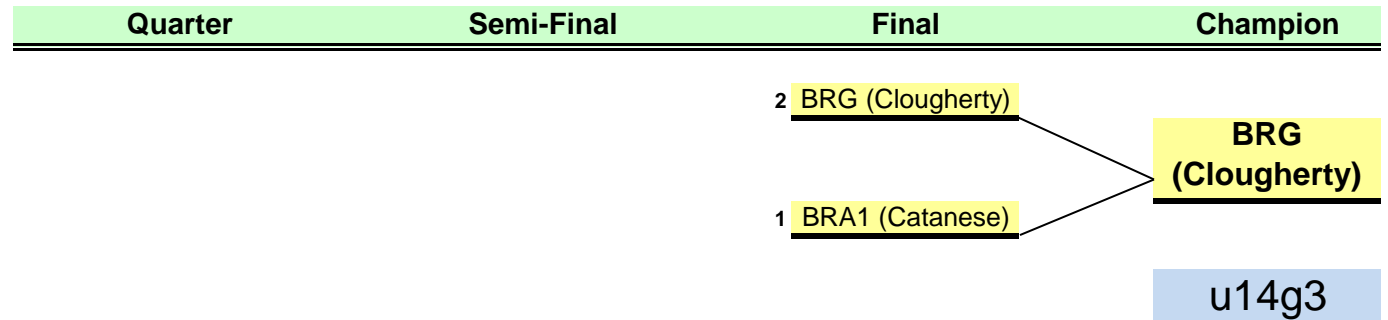 Quarter Semi-Final Final Champion
2 BRG (Clougherty)
BRG
(Clougherty)
1 BRA1 (Catanese)
u14g3